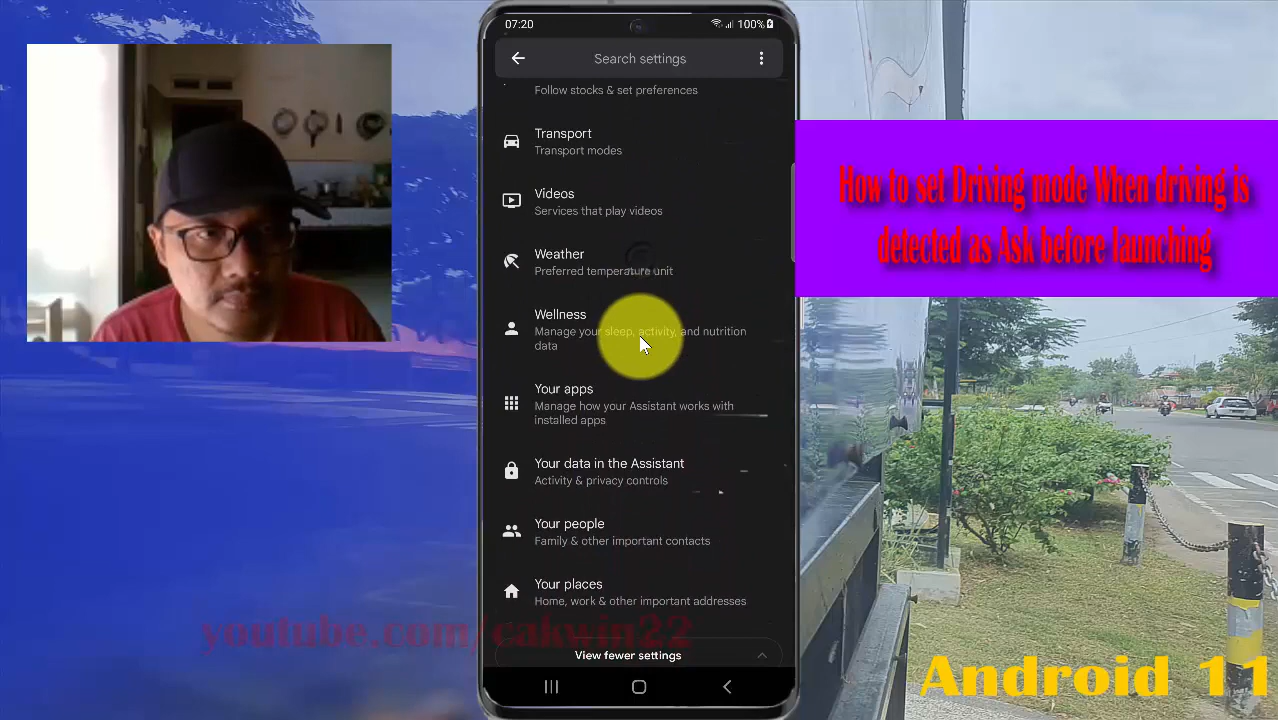 07:20
100%
Search settings
Follow stocks & set preferences
Transport
Transport modes
Videos
Services that play videos
Weather
Preferred temperature unit
Wellness
Manage your sleep, activity, and nutrition
data
Your apps
Manage how your Assistant works with
installed apps
Your data in the Assistant
Activity & privacy controls
Your people
Family & other important contacts
Your places
Home, work & other important addresses
View fewer settings
How to set Driving mode When driving is
detected as Ask before launching
youtube.com/cakwin22
Android 11